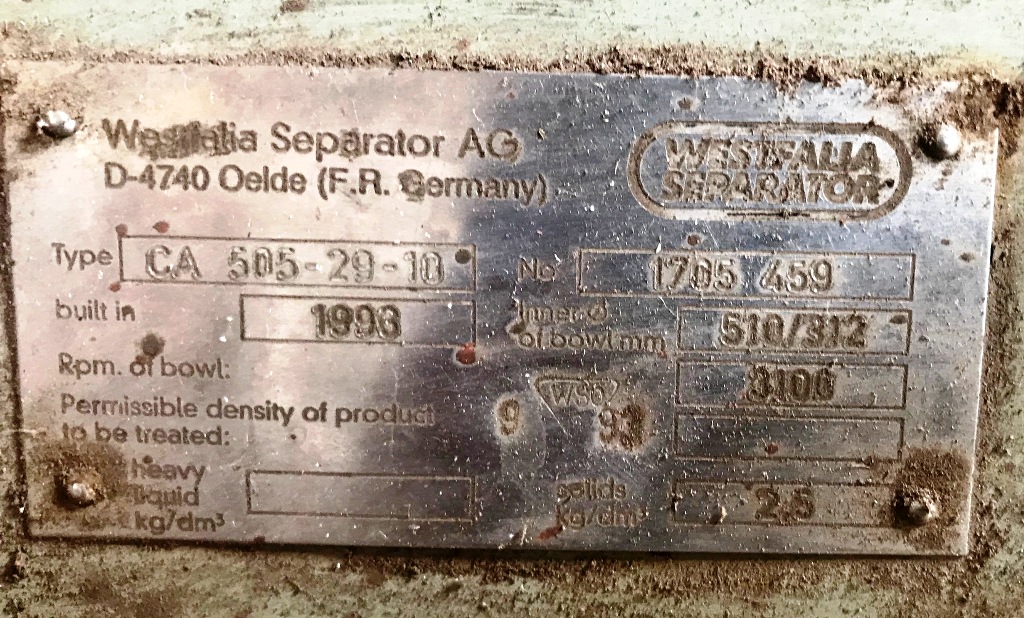 Westfalia Separator AG
D-4740 Oelde (F.R. Germany)
WESTFALIA
SEPARATOR
Type CA 505-29-10 No 1705 459
built in 1993 Inner Ø
of bowl mm 510/312
Rpm. of bowl: 3100
Permissible density of product
to be treated:
9 93
heavy
liquid
kg/dm³
solids
kg/dm³